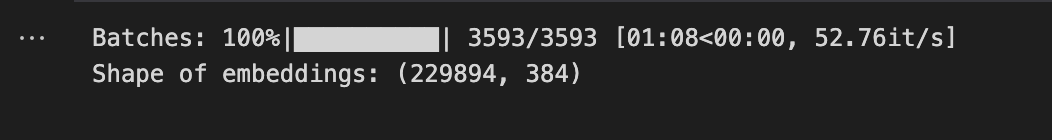 Batches: 100%|██████████| 3593/3593 [01:08<00:00, 52.76it/s]
Shape of embeddings: (229894, 384)